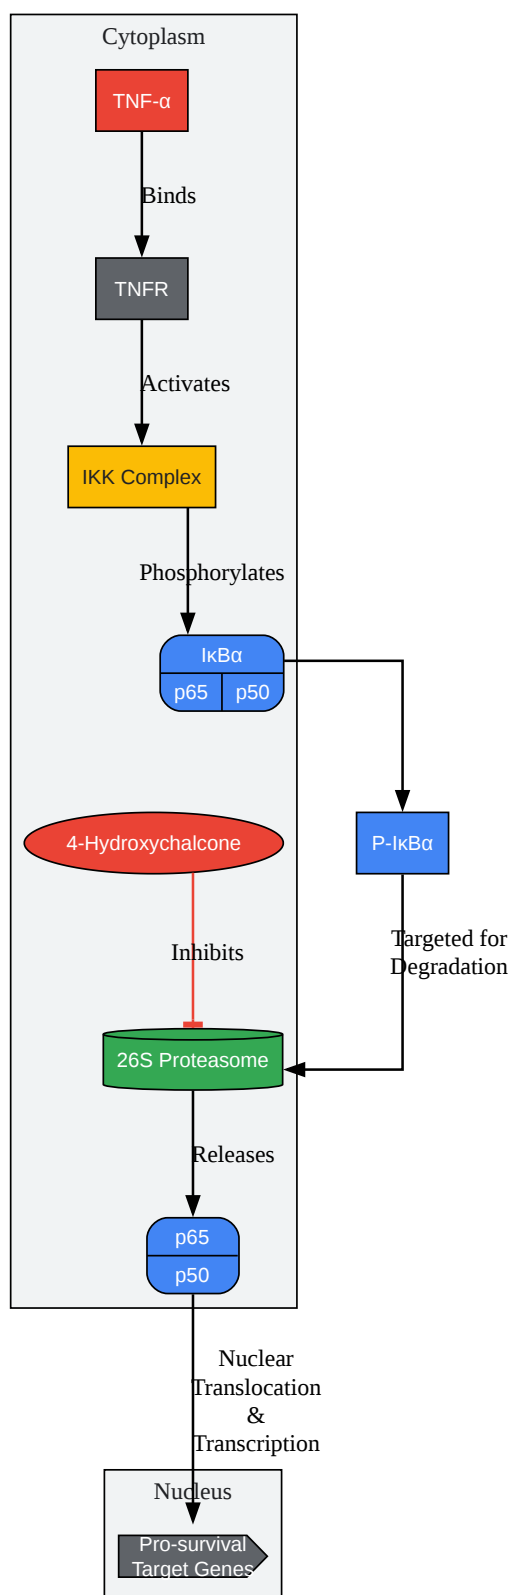 Cytoplasm
TNF-α
Binds
TNFR
Activates
IKK Complex
Phosphorylates
IκBα
p65 p50
4-Hydroxychalcone
P-IκBα
Targeted for
Degradation
Inhibits
26S Proteasome
Releases
p65
p50
Nuclear
Translocation
&
Transcription
Nucleus
Pro-survival
Target Genes